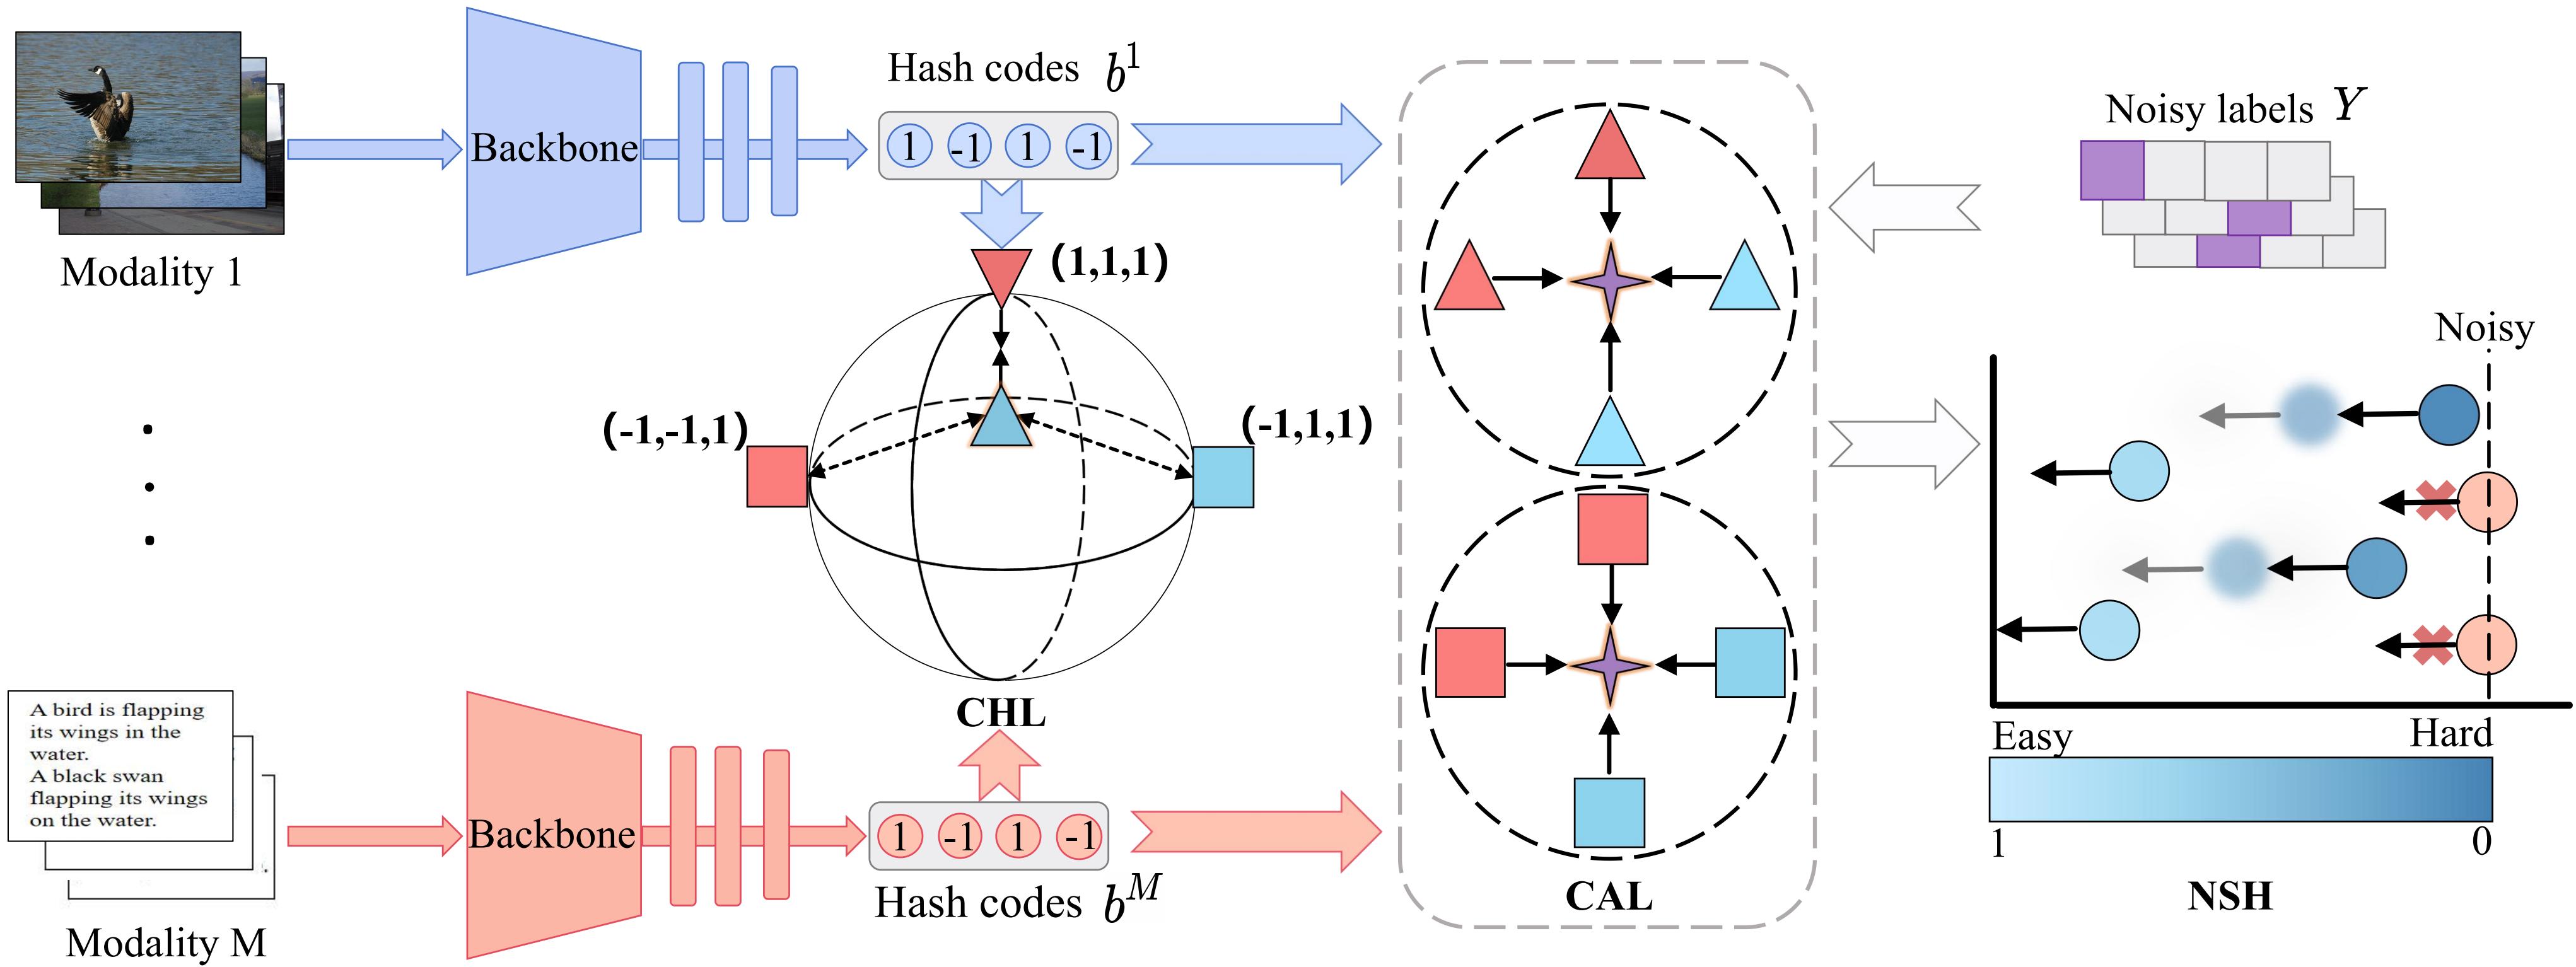 Modality 1
Backbone
Hash codes b^1
1 -1 1 -1
(1,1,1)
(-1,-1,1)
(-1,1,1)
CHL
A bird is flapping
its wings in the
water.
A black swan
flapping its wings
on the water.
Modality M
Backbone
1 -1 1 -1
Hash codes b^M
CAL
Noisy labels Y
Noisy
Easy
Hard
1
0
NSH